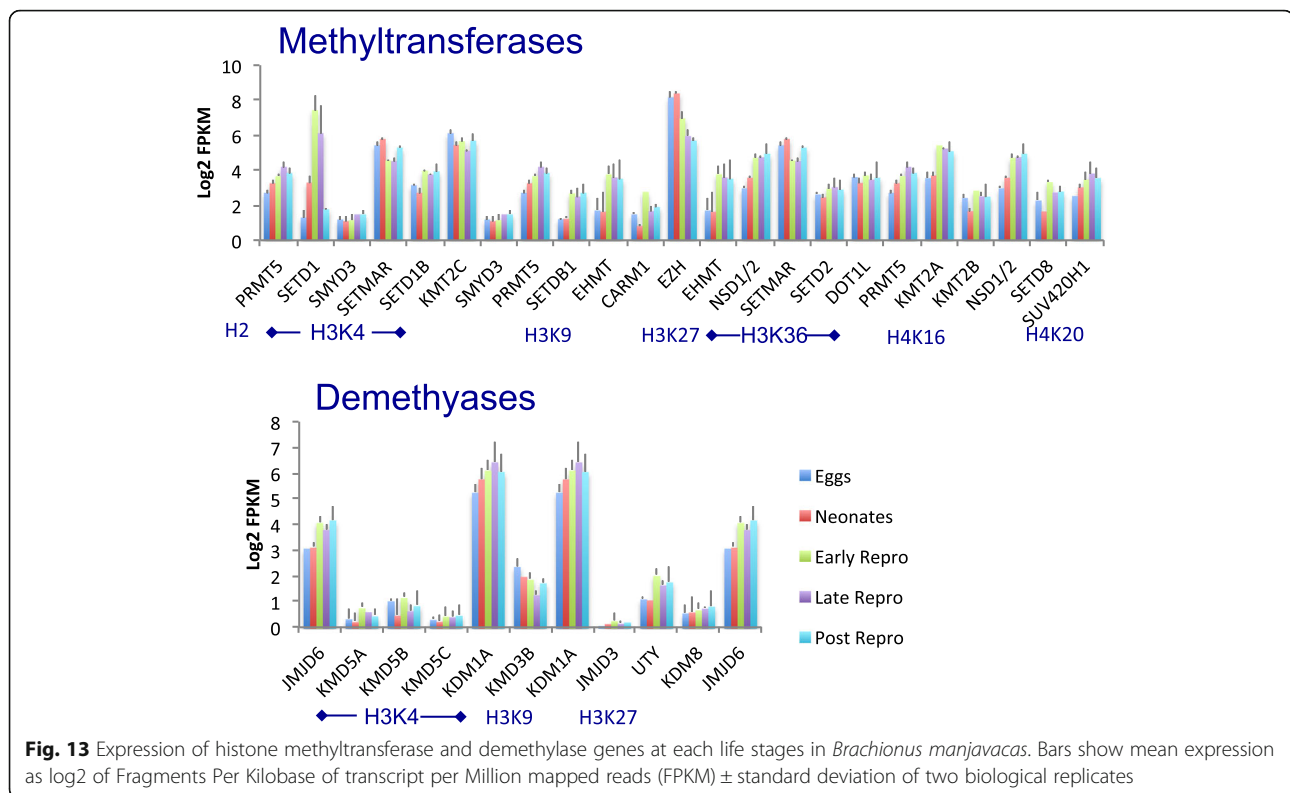 Methyltransferases
Log2 FPKM
10
8
6
4
2
0
PRMT5
SETD1
SMYD3
SETMAR
SETD1B
KMT2C
SMYD3
PRMT5
SETDB1
EHMT
CARM1
EZH
EHMT
NSD1/2
SETMAR
SETD2
DOT1L
PRMT5
KMT2A
KMT2B
NSD1/2
SETD8
SUV420H1
H2
H3K4
H3K9
H3K27
H3K36
H4K16
H4K20
Demethyases
Log2 FPKM
8
7
6
5
4
3
2
1
0
JMJD6
KMD5A
KMD5B
KMD5C
KDM1A
KMD3B
KDM1A
JMJD3
UTY
KDM8
JMJD6
H3K4
H3K9
H3K27
Eggs
Neonates
Early Repro
Late Repro
Post Repro
Fig. 13 Expression of histone methyltransferase and demethylase genes at each life stages in Brachionus manjavacas. Bars show mean expression
as log2 of Fragments Per Kilobase of transcript per Million mapped reads (FPKM) ± standard deviation of two biological replicates